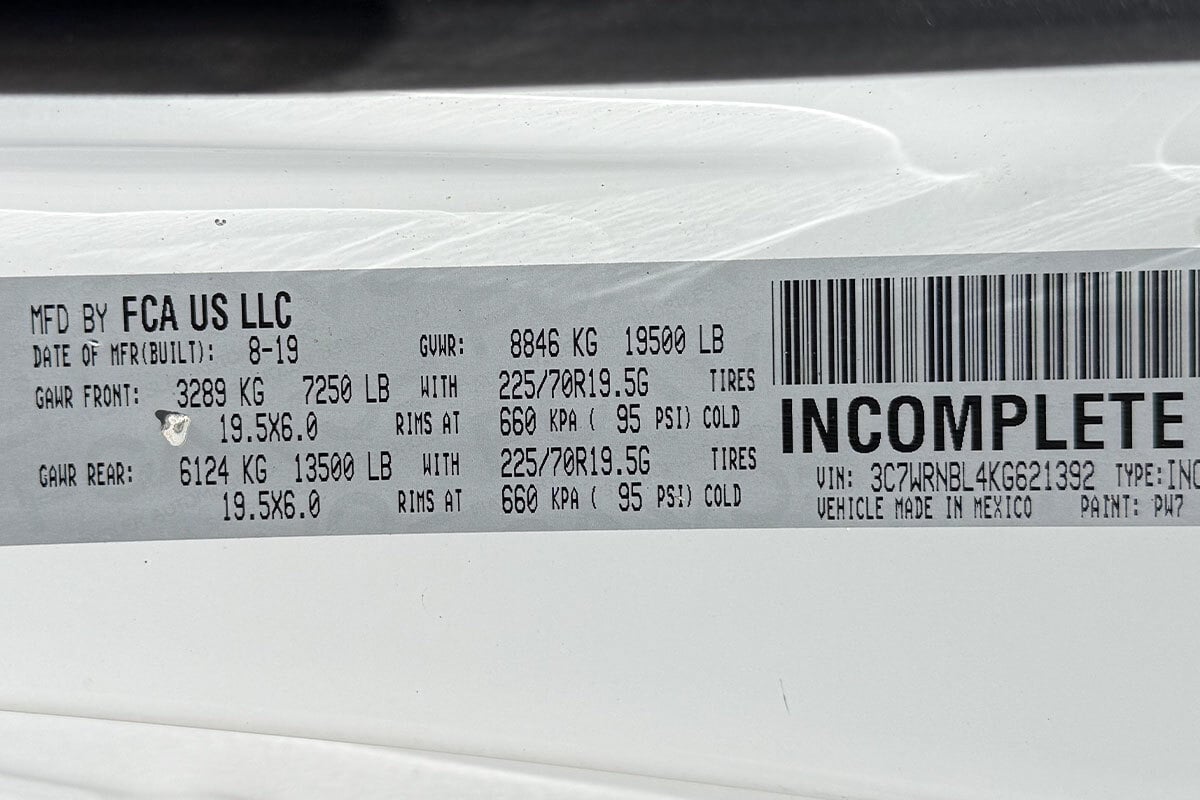 MFD BY FCA US LLC
DATE OF MFR(BUILT): 8-19 GVWR: 8846 KG 19500 LB
GAWR FRONT: 3289 KG 7250 LB WITH 225/70R19.5G TIRES
19.5X6.0 RIMS AT 660 KPA ( 95 PSI) COLD
GAWR REAR: 6124 KG 13500 LB WITH 225/70R19.5G TIRES
19.5X6.0 RIMS AT 660 KPA ( 95 PSI) COLD
INCOMPLETE
VIN: 3C7WRNBL4KG621392 TYPE:INC
VEHICLE MADE IN MEXICO PAINT: PW7